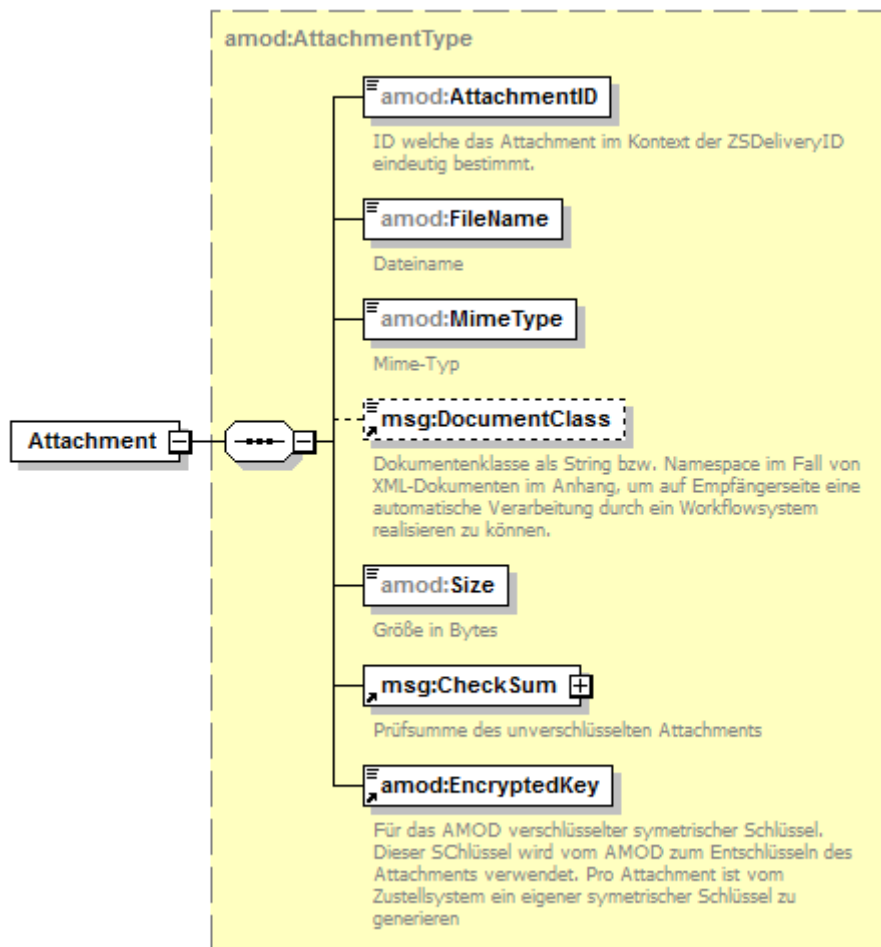 amod:AttachmentType
amod:AttachmentID
ID welche das Attachment im Kontext der ZSDeliveryID
eindeutig bestimmt.
amod:FileName
Dateiname
amod:MimeType
Mime-Typ
msg:DocumentClass
Attachment
Dokumentenklasse als String bzw. Namespace im Fall von
XML-Dokumenten im Anhang, um auf Empfängerseite eine
automatische Verarbeitung durch ein Workflowsystem
realisieren zu können.
amod:Size
Größe in Bytes
msg:CheckSum
Prüfsumme des unverschlüsselten Attachments
amod:EncryptedKey
Für das AMOD verschlüsselter symetrischer Schlüssel.
Dieser SChlüssel wird vom AMOD zum Entschlüsseln des
Attachments verwendet. Pro Attachment ist vom
Zustellsystem ein eigener symetrischer Schlüssel zu
generieren